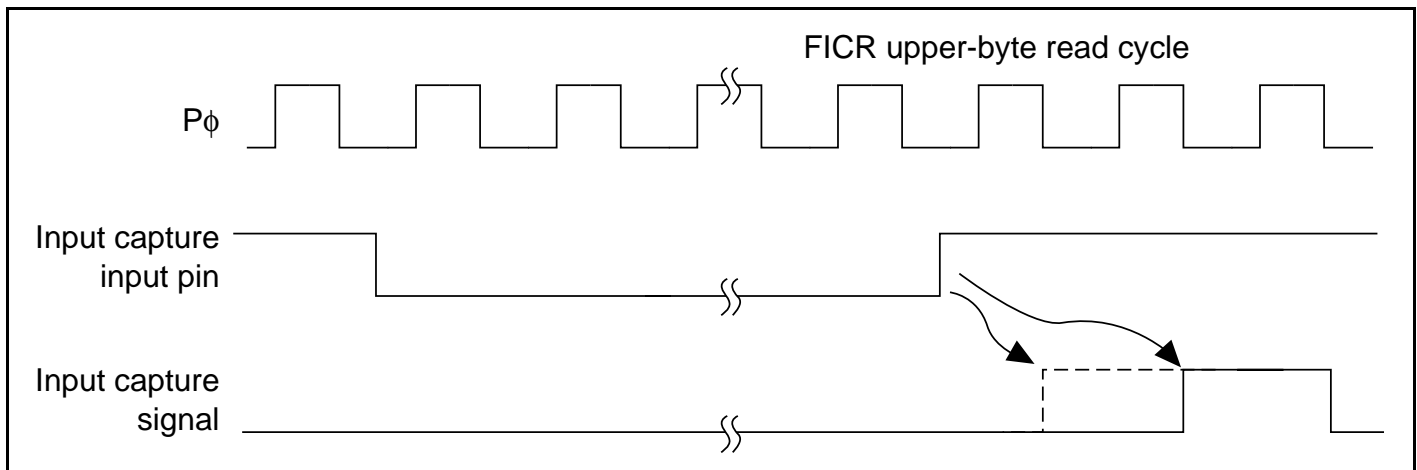 FICR upper-byte read cycle
Pϕ
Input capture
input pin
Input capture
signal